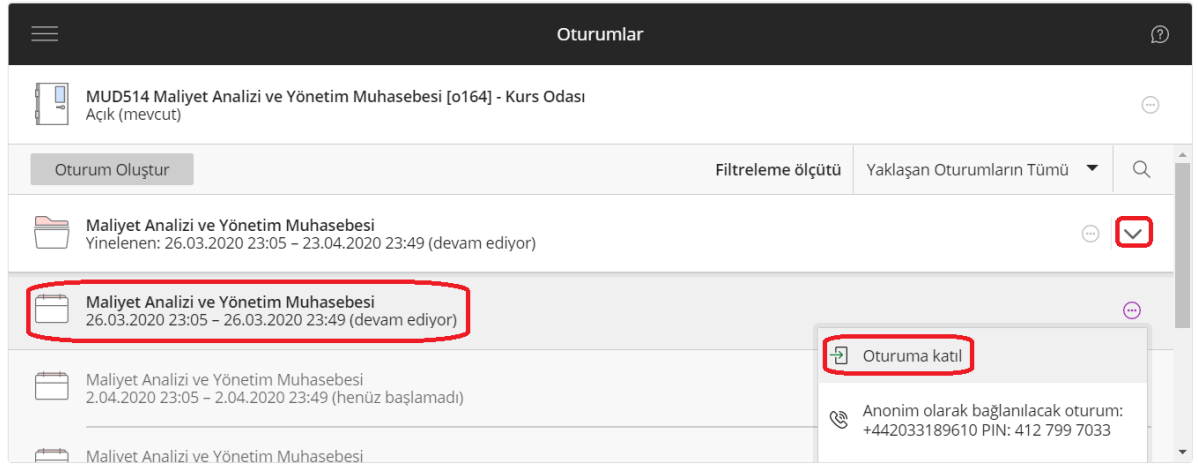 Oturumlar
MUD514 Maliyet Analizi ve Yönetim Muhasebesi [o164] - Kurs Odası
Açık (mevcut)
Oturum Oluştur
Filtreleme ölçütü
Yaklaşan Oturumların Tümü
Maliyet Analizi ve Yönetim Muhasebesi
Yinelenen: 26.03.2020 23:05 – 23.04.2020 23:49 (devam ediyor)
Maliyet Analizi ve Yönetim Muhasebesi
26.03.2020 23:05 – 26.03.2020 23:49 (devam ediyor)
Oturuma katıl
Maliyet Analizi ve Yönetim Muhasebesi
2.04.2020 23:05 – 2.04.2020 23:49 (henüz başlamadı)
Anonim olarak bağlanılacak oturum:
+442033189610 PIN: 412 799 7033
Maliyet Analizi ve Yönetim Muhasebesi